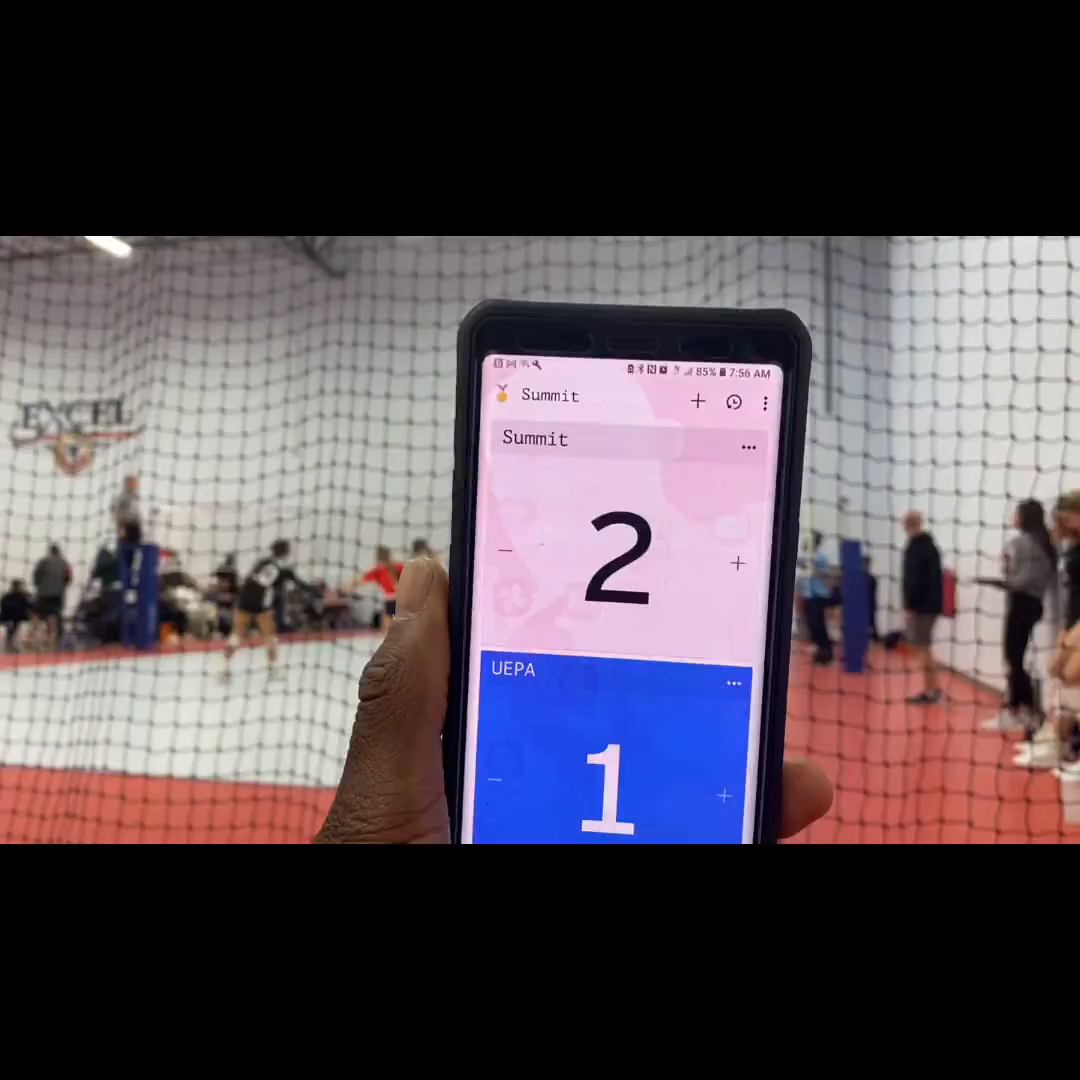 EXCEL
85% 7:56 AM
Summit
Summit
− 2 +
UEPA
− 1 +